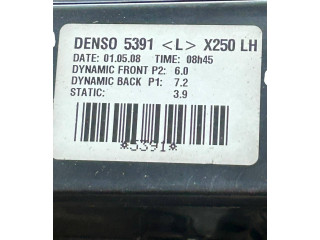 DENSO 5391 <L> X250 LH
DATE: 01.05.08 TIME: 08h45
DYNAMIC FRONT P2: 6.0
DYNAMIC BACK P1: 7.2
STATIC: 3.9
*5391*